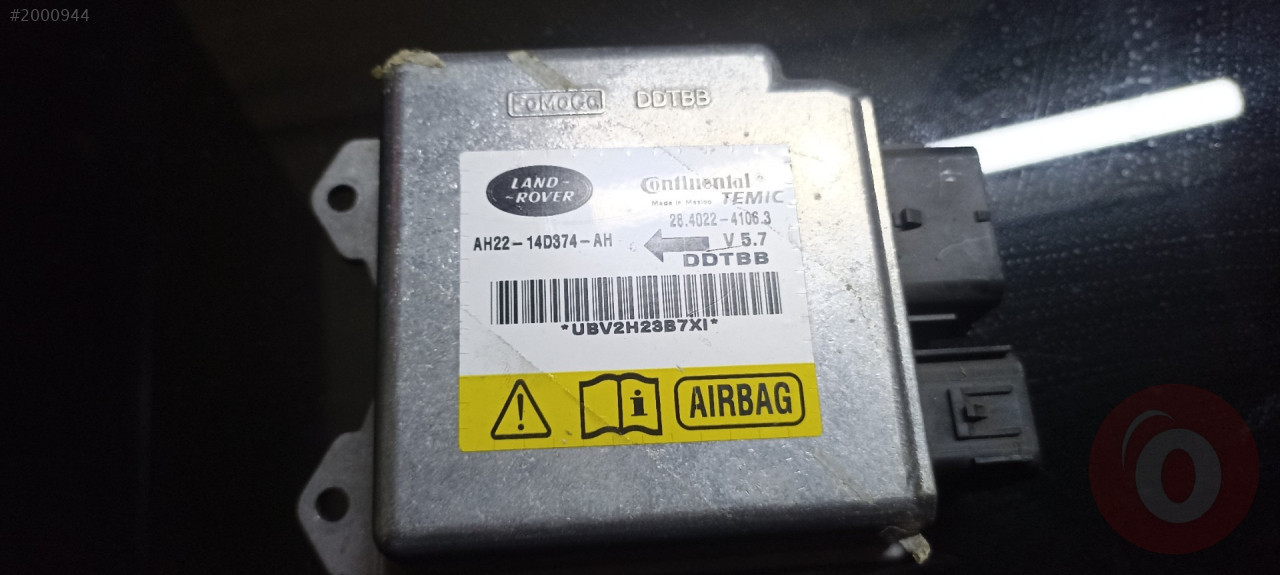 #2000944
FoMoCo DDTBB
LAND-
~ROVER
Continental®
Made in Mexico TEMIC
28.4022-4106.3
AH22-14D374-AH
V 5.7
DDTBB
*UBV2H23B7XI*
i AIRBAG